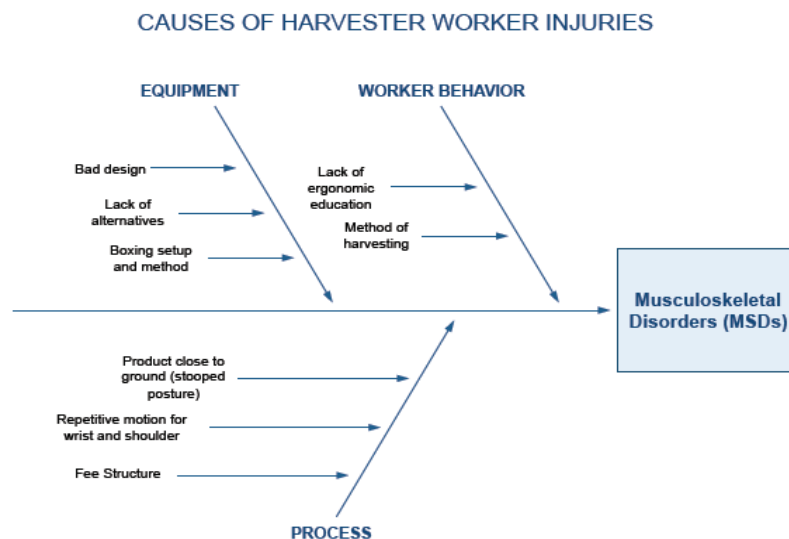 CAUSES OF HARVESTER WORKER INJURIES
EQUIPMENT
WORKER BEHAVIOR
Bad design
Lack of
alternatives
Boxing setup
and method
Lack of
ergonomic
education
Method of
harvesting
Musculoskeletal
Disorders (MSDs)
Product close to
ground (stooped
posture)
Repetitive motion for
wrist and shoulder
Fee Structure
PROCESS